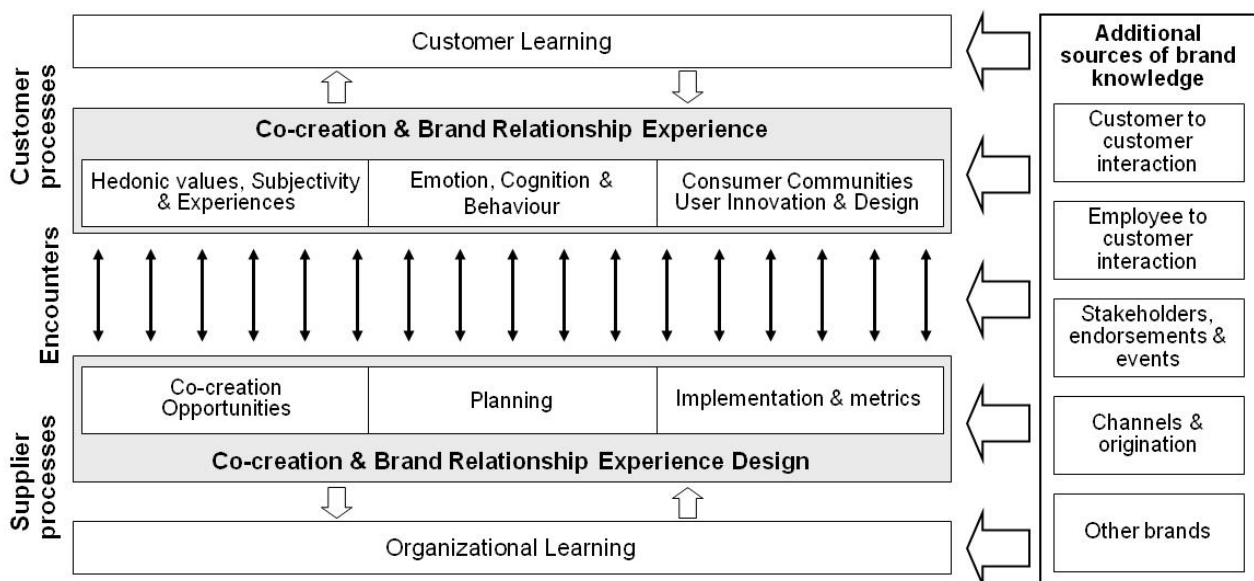 Customer Learning
Customer
processes
Co-creation & Brand Relationship Experience
Hedonic values, Subjectivity
& Experiences
Emotion, Cognition &
Behaviour
Consumer Communities
User Innovation & Design
Encounters
Co-creation
Opportunities
Planning
Implementation & metrics
Co-creation & Brand Relationship Experience Design
Supplier
processes
Organizational Learning
Additional
sources of brand
knowledge
Customer to
customer
interaction
Employee to
customer
interaction
Stakeholders,
endorsements &
events
Channels &
origination
Other brands